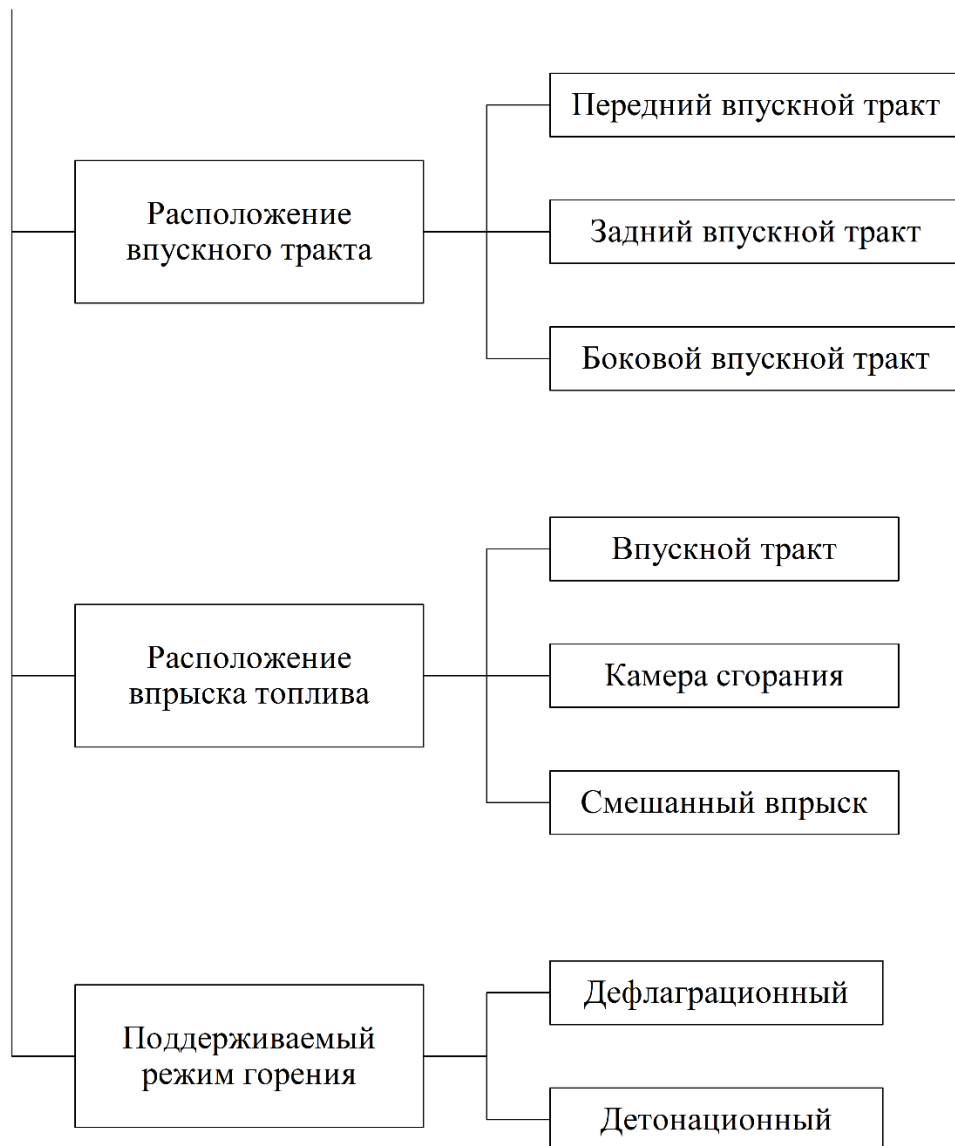 Расположение
впускного тракта
Передний впускной тракт
Задний впускной тракт
Боковой впускной тракт
Расположение
впрыска топлива
Впускной тракт
Камера сгорания
Смешанный впрыск
Поддерживаемый
режим горения
Дефлаграционный
Детонационный